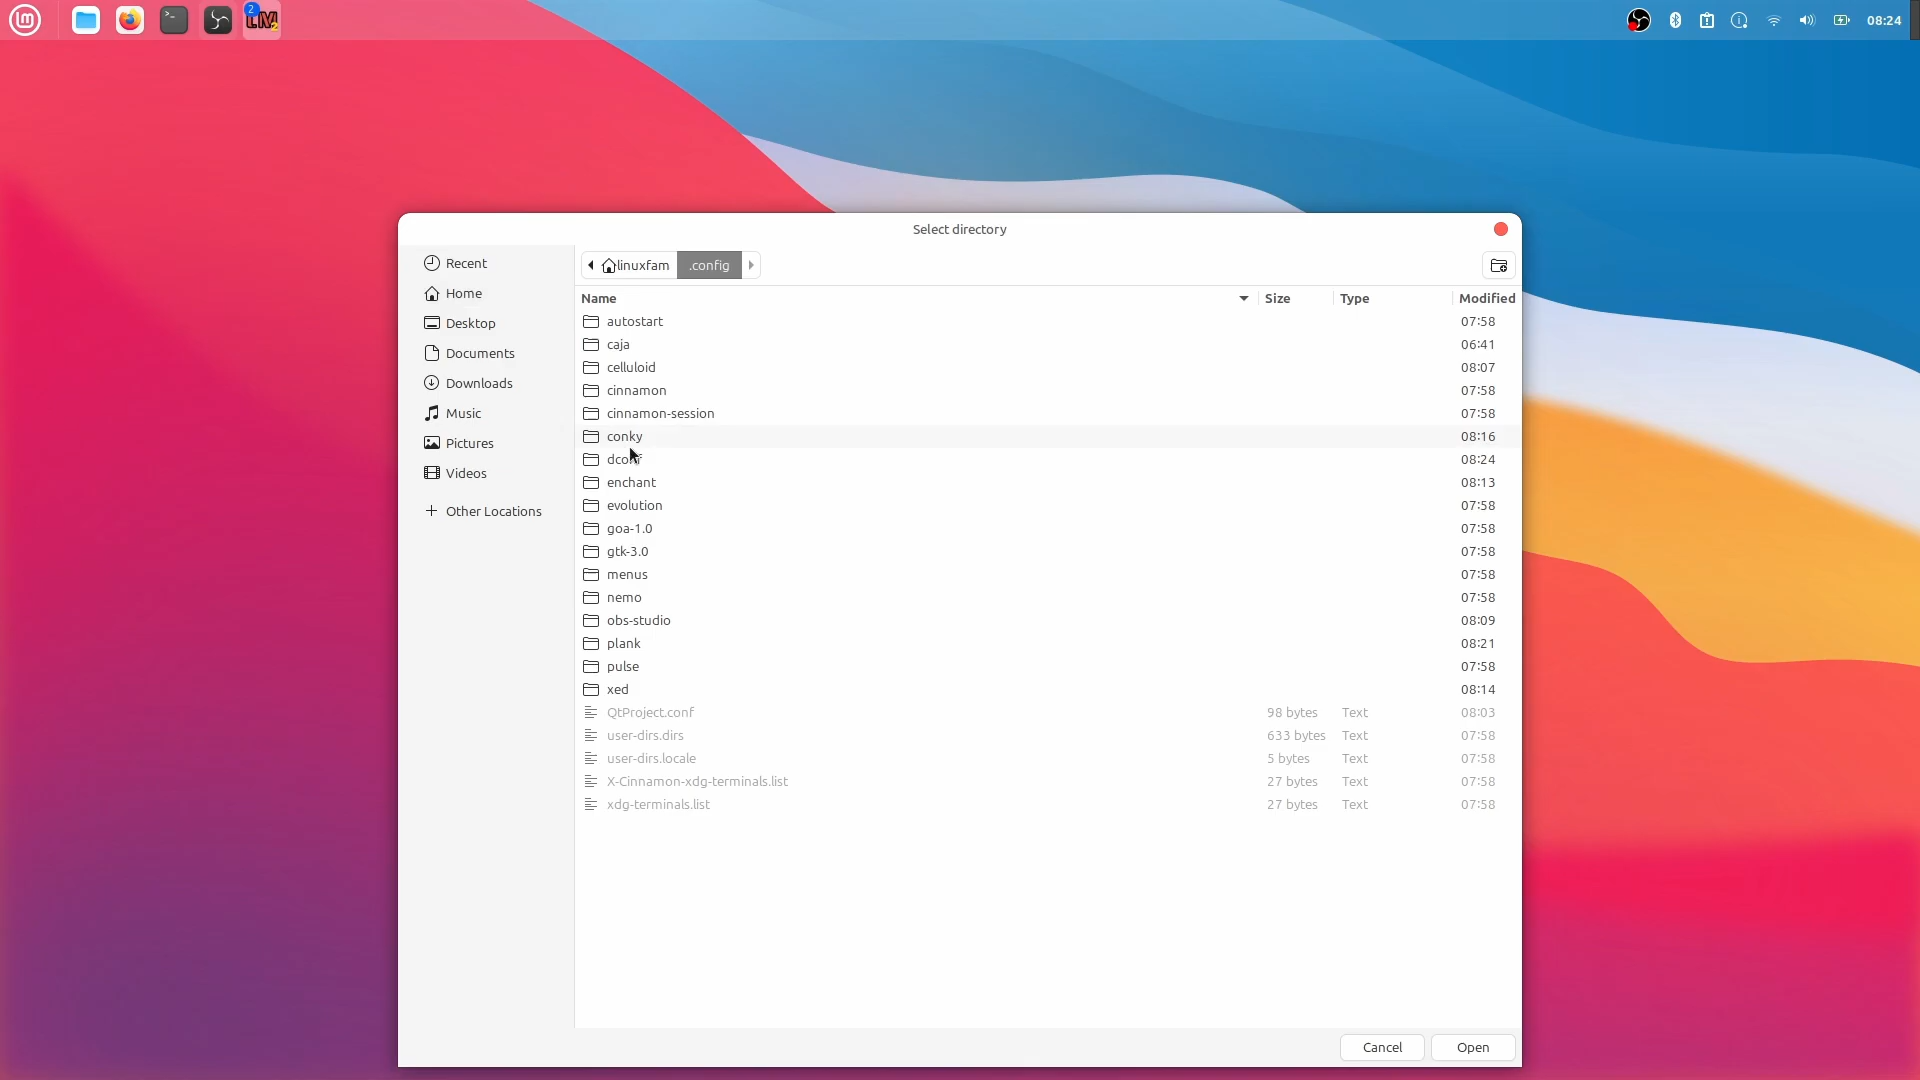 2
08:24
Select directory
Recent
Home
Desktop
Documents
Downloads
Music
Pictures
Videos
Other Locations
linuxfam .config
Name Size Type Modified
autostart 07:58
caja 06:41
celluloid 08:07
cinnamon 07:58
cinnamon-session 07:58
conky 08:16
dconf 08:24
enchant 08:13
evolution 07:58
goa-1.0 07:58
gtk-3.0 07:58
menus 07:58
nemo 07:58
obs-studio 08:09
plank 08:21
pulse 07:58
xed 08:14
QtProject.conf 98 bytes Text 08:03
user-dirs.dirs 633 bytes Text 07:58
user-dirs.locale 5 bytes Text 07:58
X-Cinnamon-xdg-terminals.list 27 bytes Text 07:58
xdg-terminals.list 27 bytes Text 07:58
Cancel Open